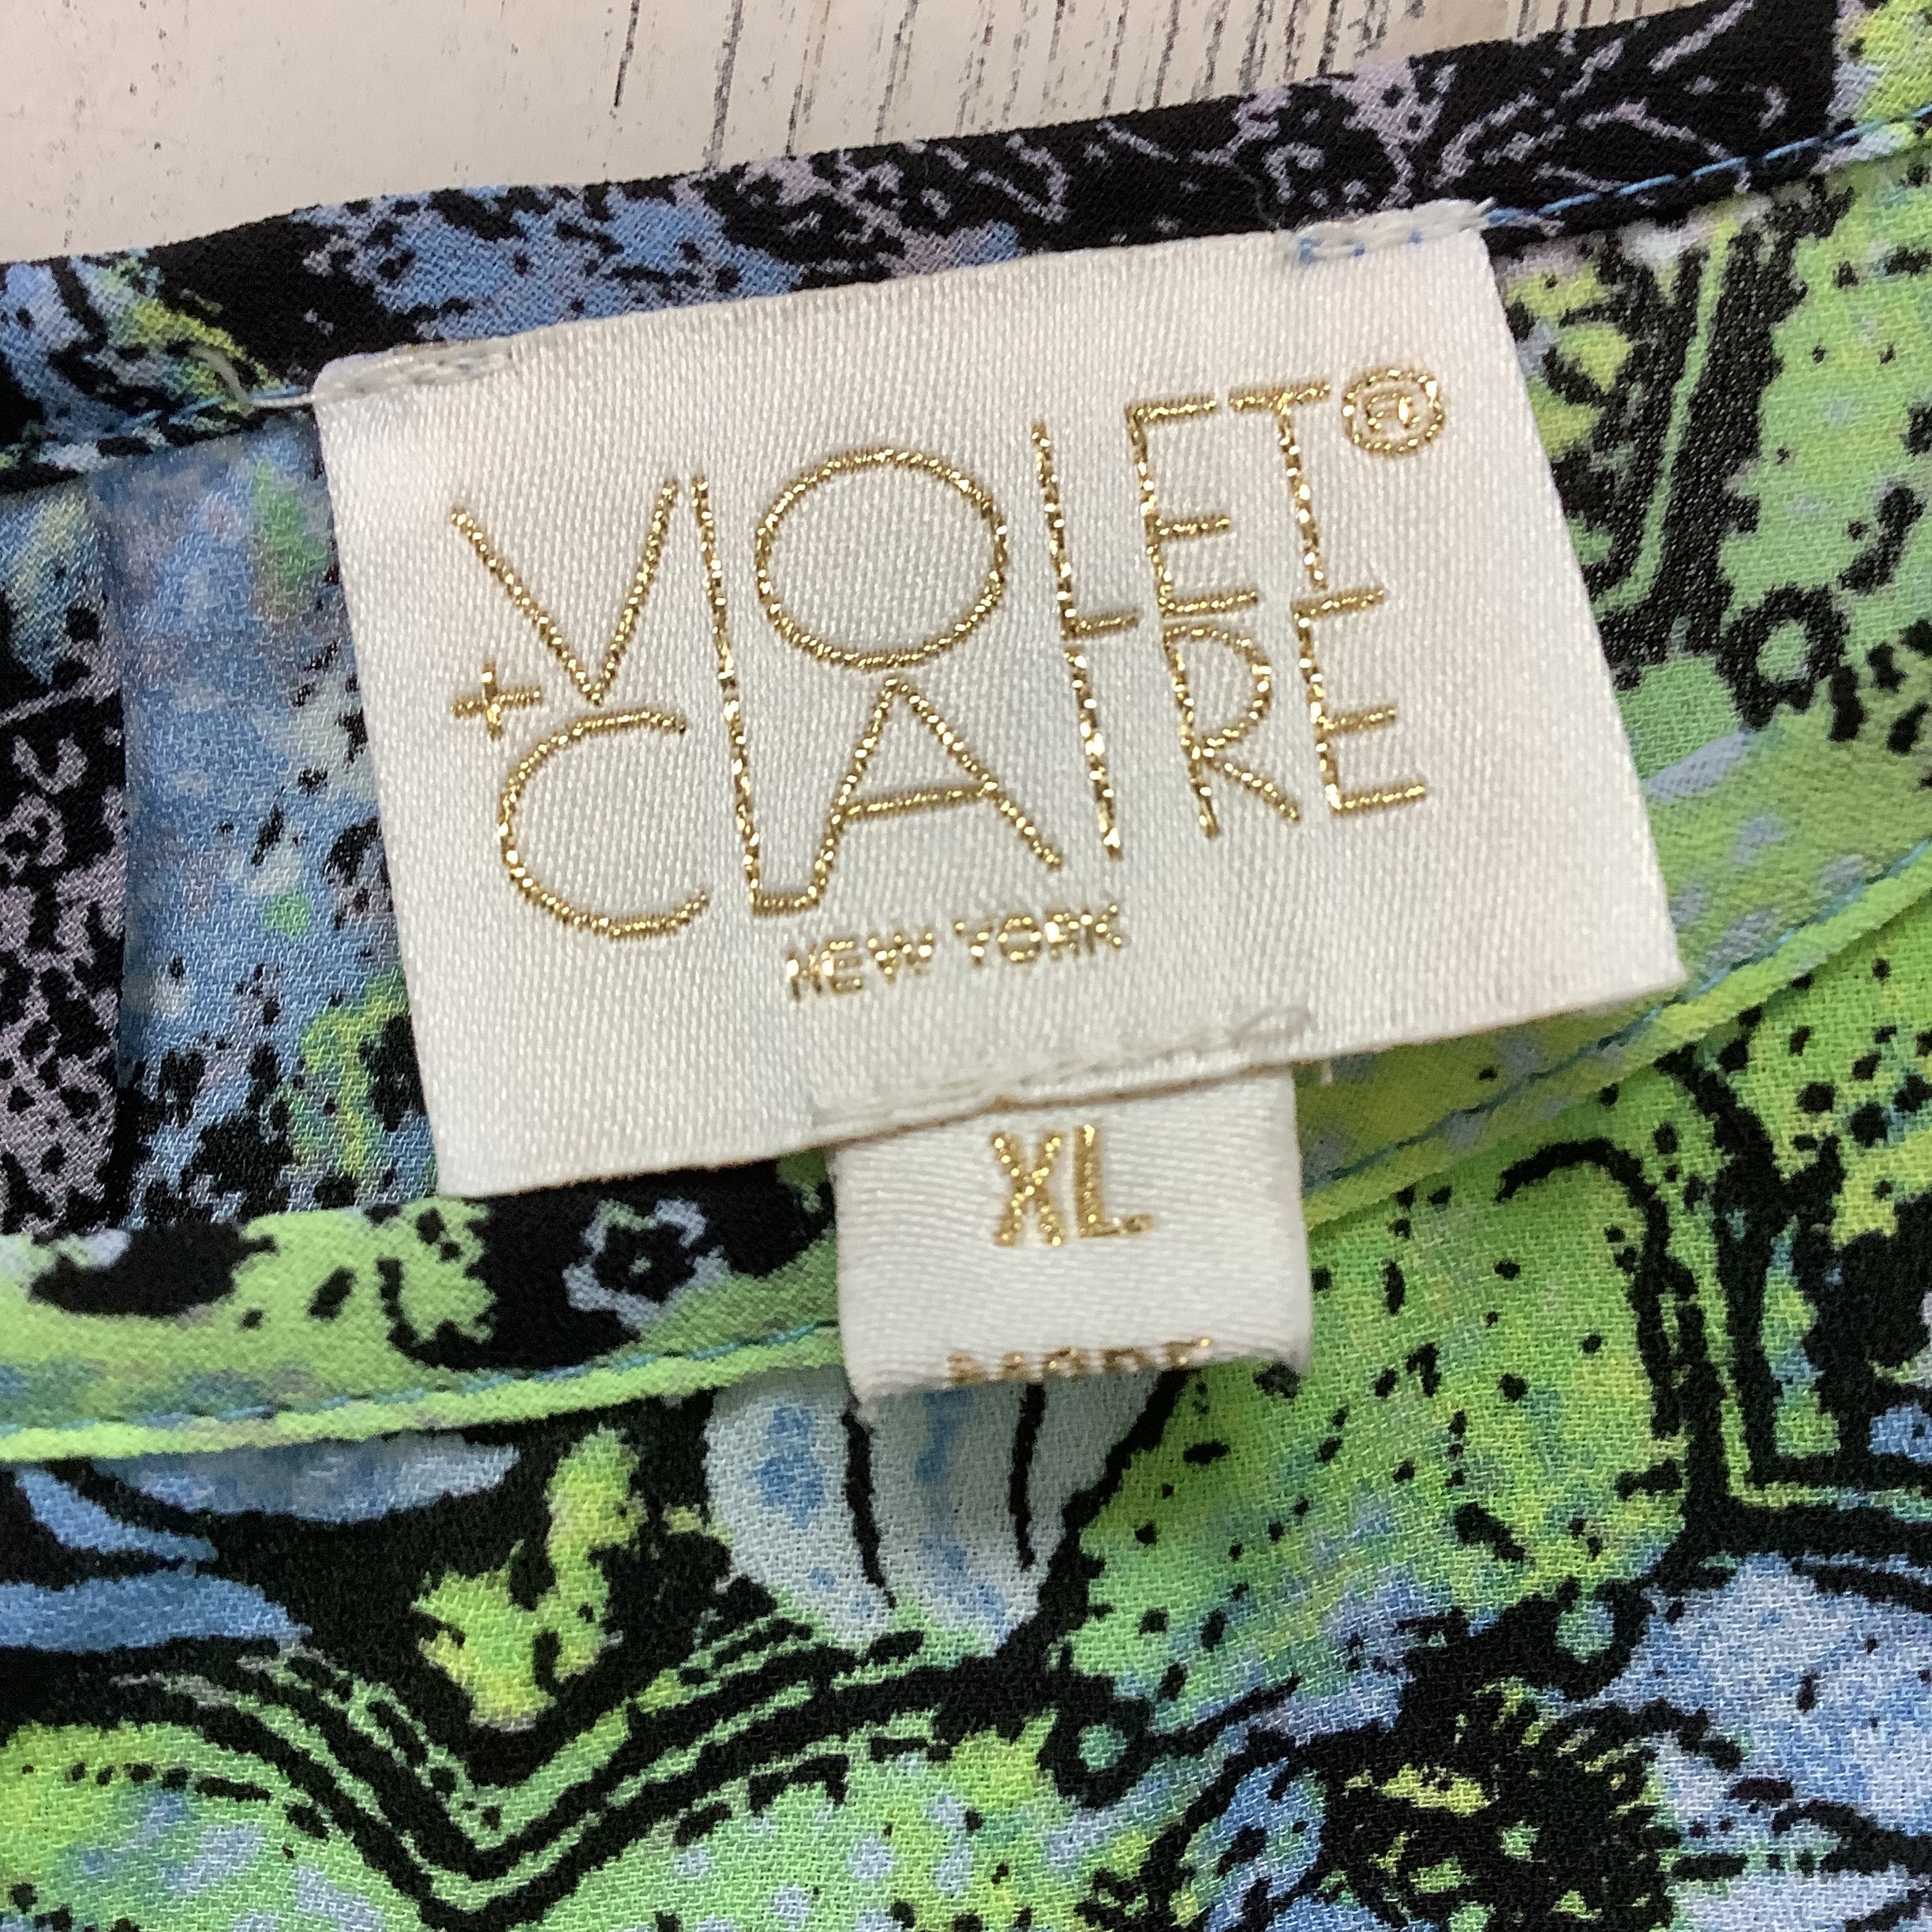 VIOLET®
+CLAIRE
NEW YORK
XL